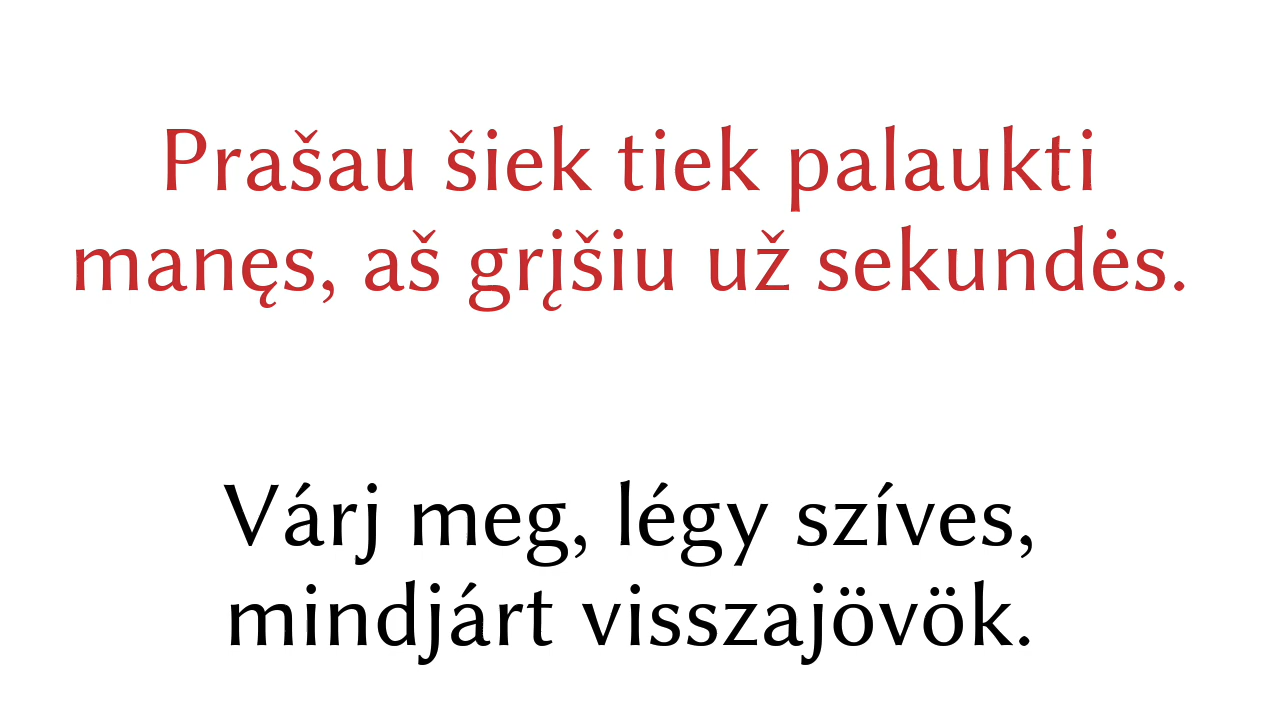 Prašau šiek tiek palaukti
manęs, aš grįšiu už sekundės.
Várj meg, légy szíves,
mindjárt visszajövök.